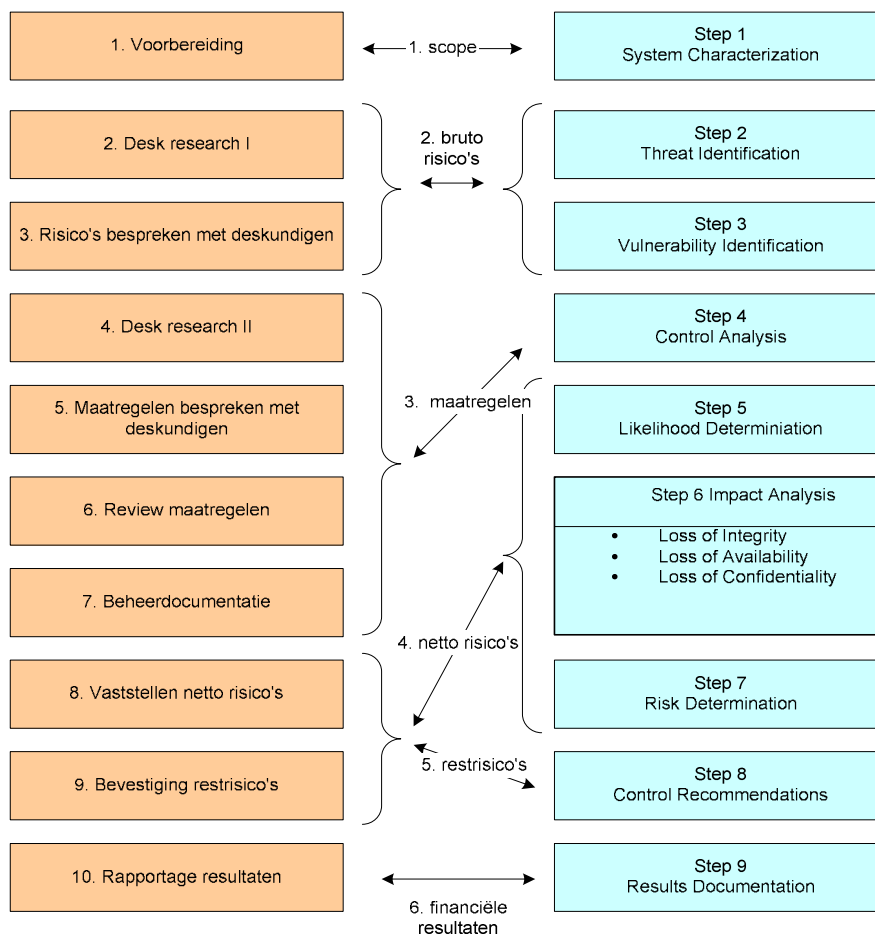 1. Voorbereiding
1. scope
Step 1
System Characterization
2. Desk research I
2. bruto
risico's
Step 2
Threat Identification
3. Risico's bespreken met deskundigen
Step 3
Vulnerability Identification
4. Desk research II
Step 4
Control Analysis
3. maatregelen
5. Maatregelen bespreken met
deskundigen
Step 5
Likelihood Determiniation
6. Review maatregelen
Step 6 Impact Analysis
• Loss of Integrity
• Loss of Availability
• Loss of Confidentiality
7. Beheerdocumentatie
4. netto risico's
8. Vaststellen netto risico's
Step 7
Risk Determination
9. Bevestiging restrisico's
5. restrisico's
Step 8
Control Recommendations
10. Rapportage resultaten
6. financiële
resultaten
Step 9
Results Documentation